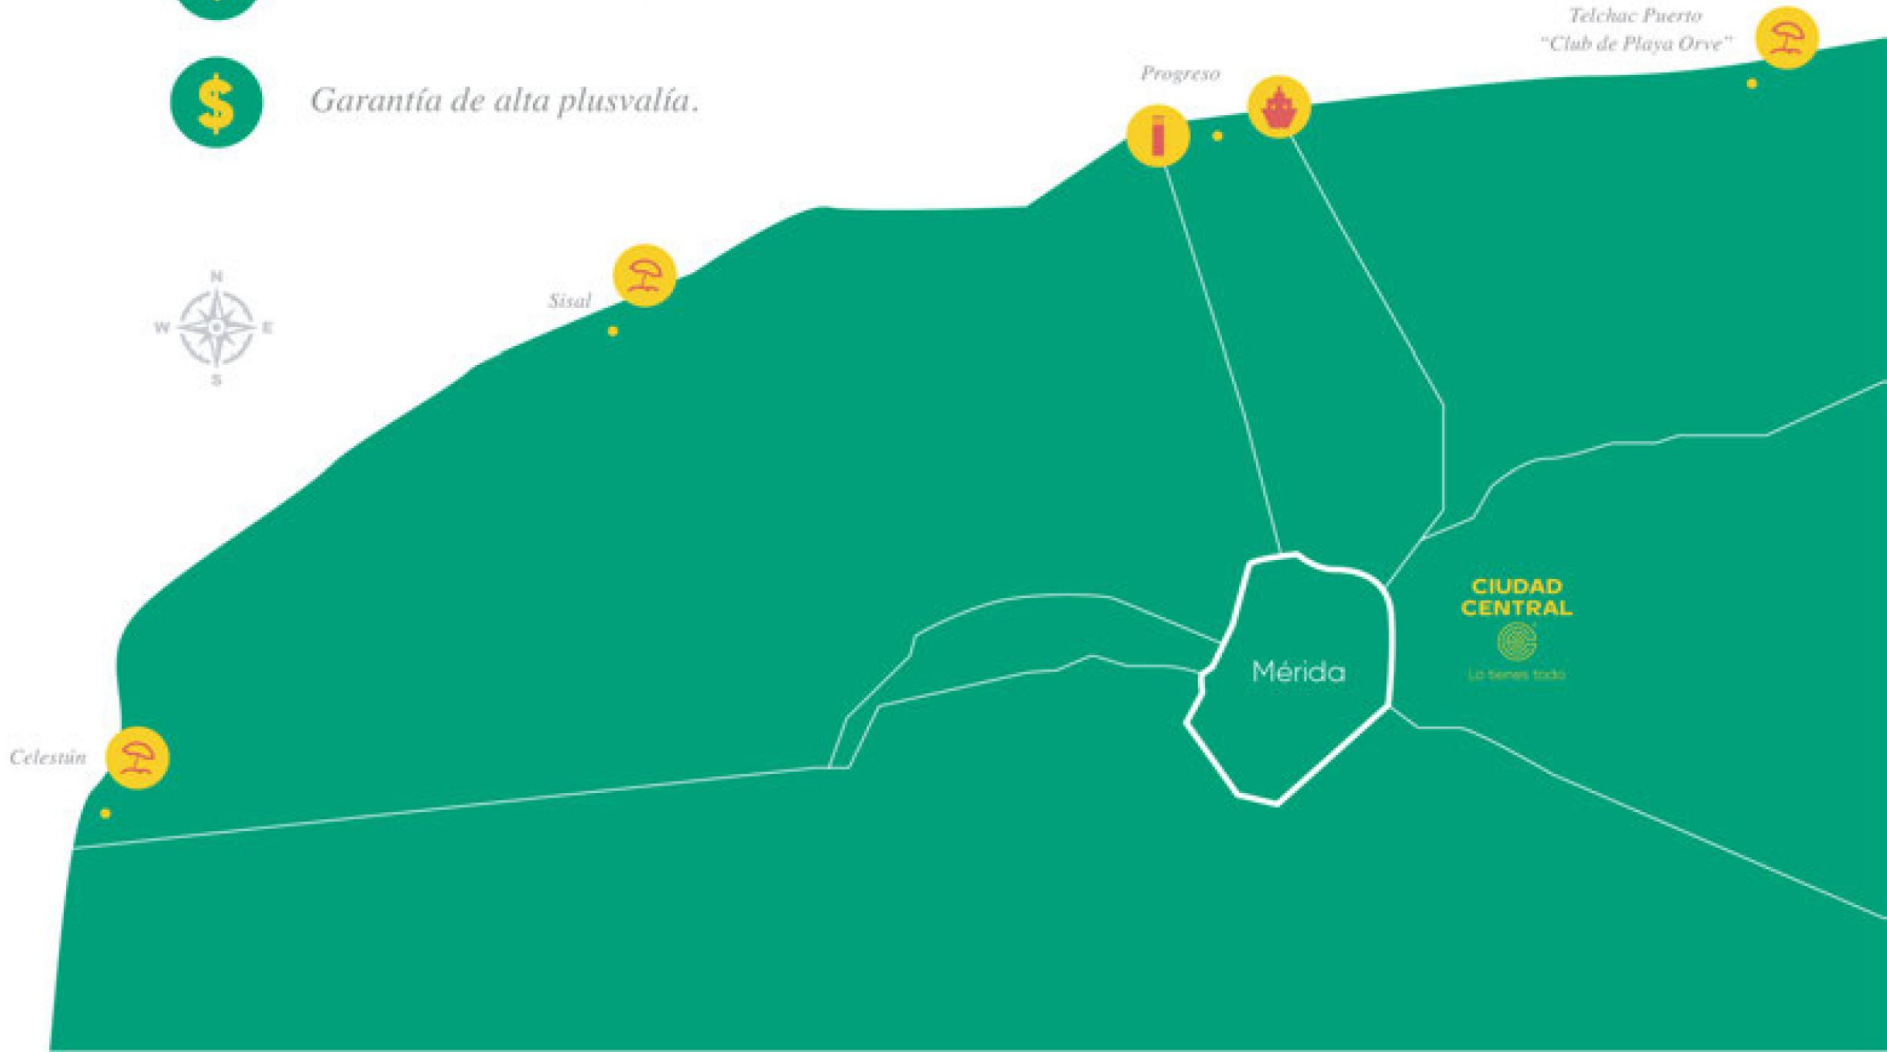 Telchac Puerto
"Club de Playa Orve"
Progreso
$
Garantía de alta plusvalía.
N
W E
S
Sisal
CIUDAD
CENTRAL
Lo tienes todo
Mérida
Celestún